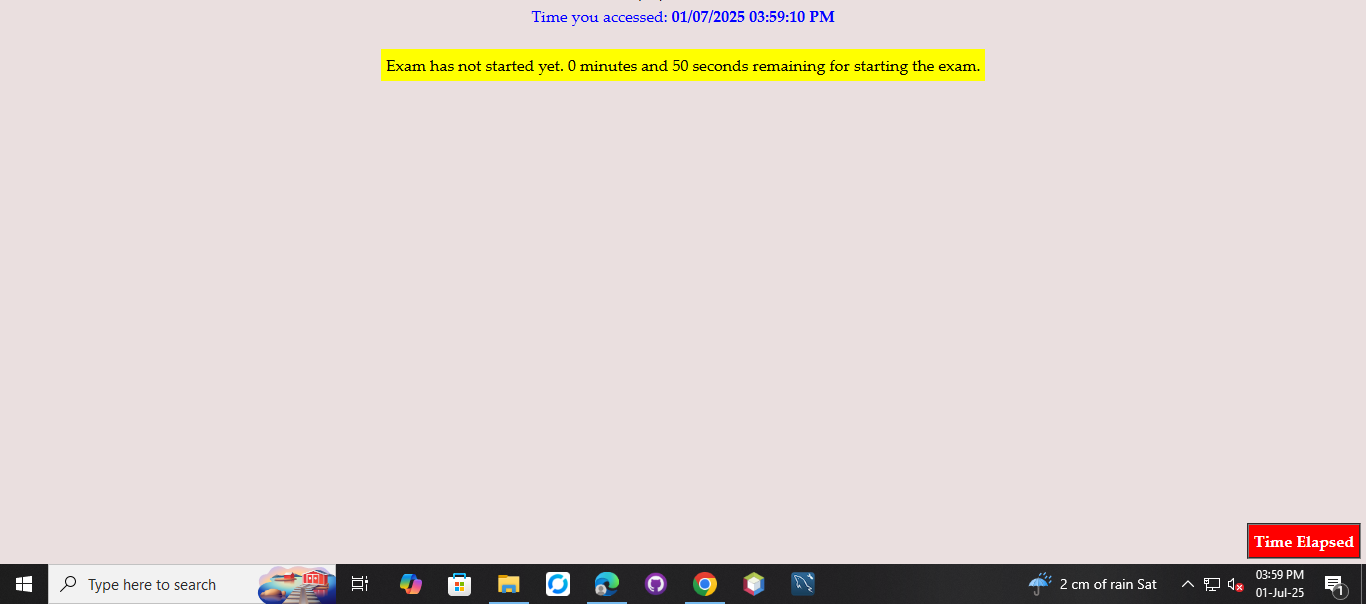 Time you accessed: 01/07/2025 03:59:10 PM
Exam has not started yet. 0 minutes and 50 seconds remaining for starting the exam.
Time Elapsed
Type here to search
2 cm of rain Sat
03:59 PM
01-Jul-25
1